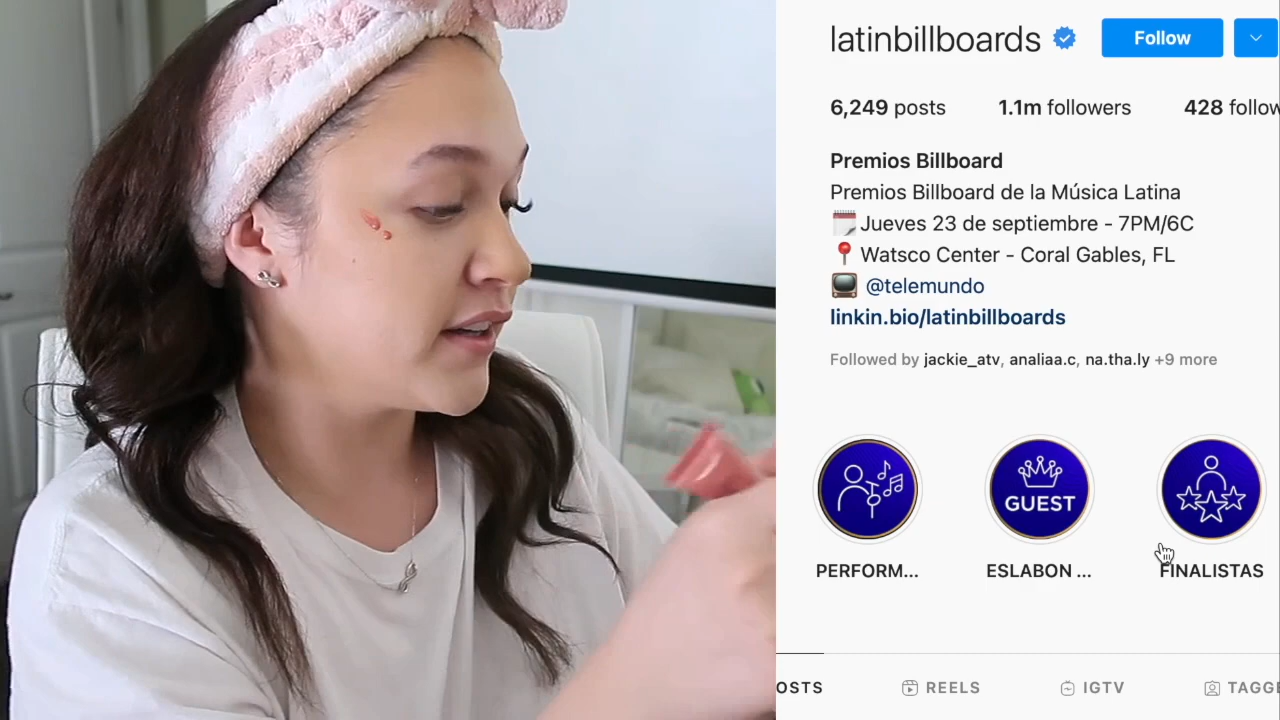 latinbillboards
Follow
6,249 posts 1.1m followers 428 follow
Premios Billboard
Premios Billboard de la Música Latina
Jueves 23 de septiembre - 7PM/6C
Watsco Center - Coral Gables, FL
@telemundo
linkin.bio/latinbillboards
Followed by jackie_atv, analiaa.c, na.tha.ly +9 more
GUEST
PERFORM... ESLABON ... FINALISTAS
OSTS REELS IGTV TAGGE